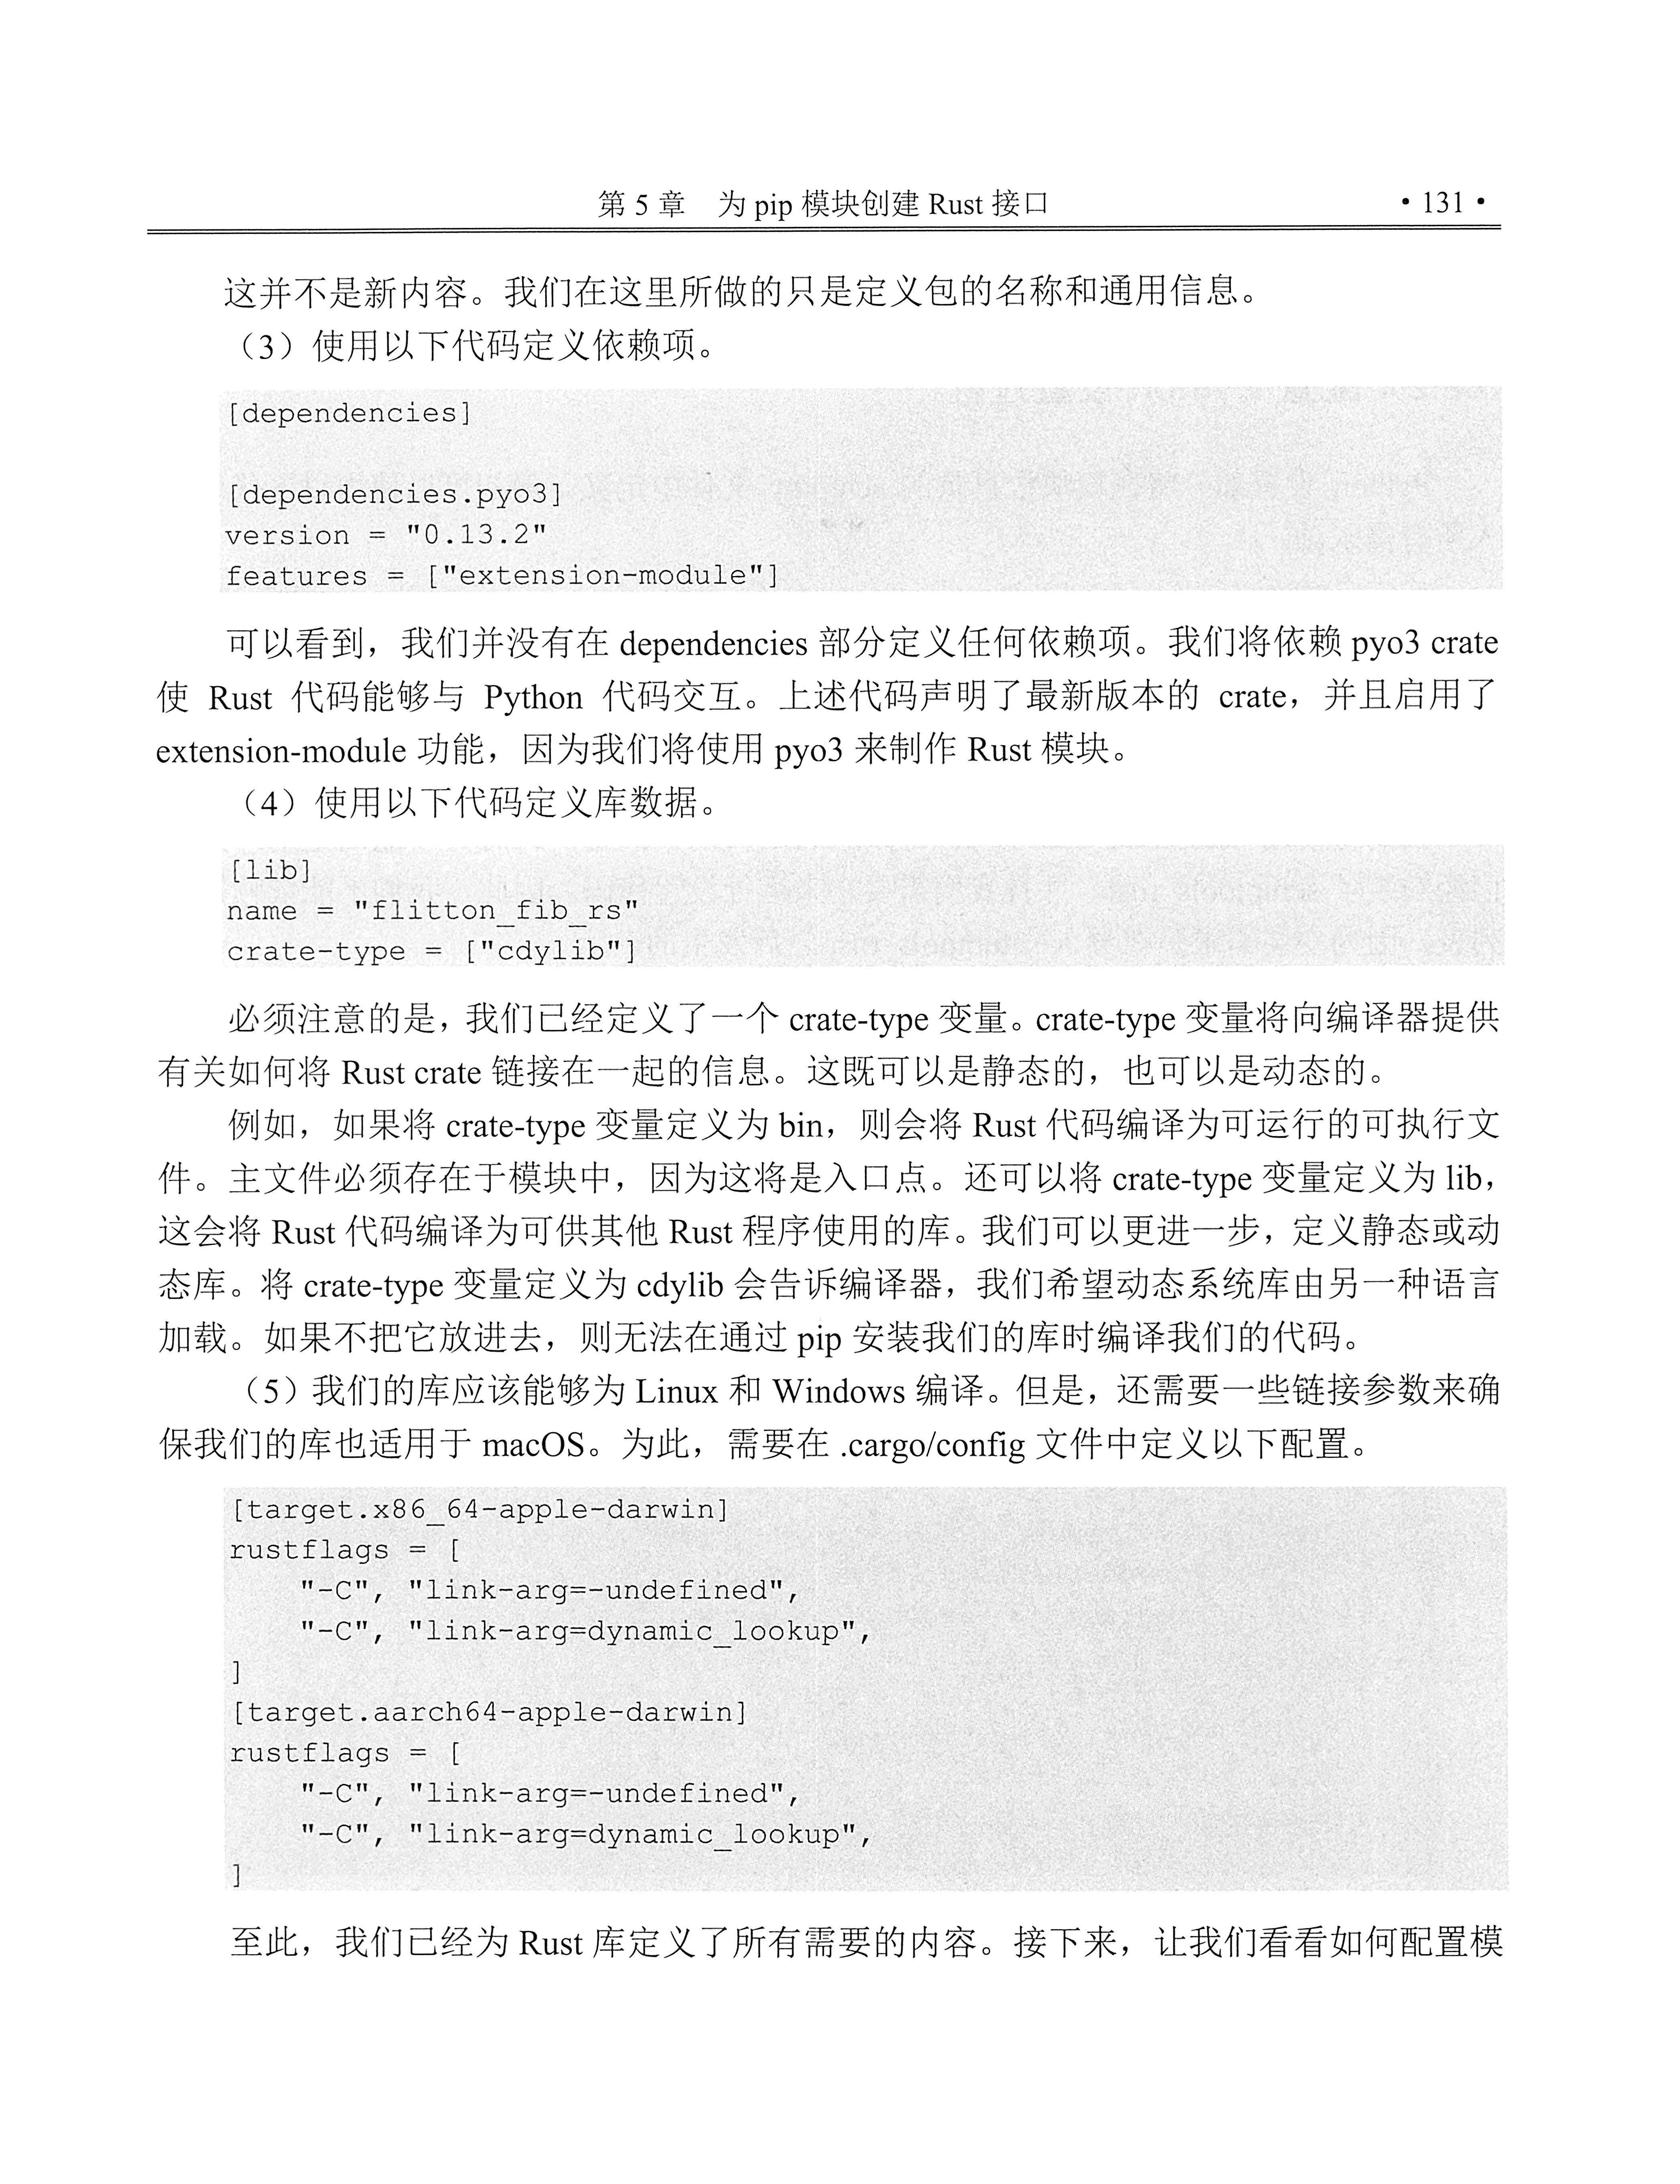 第 5 章　为 pip 模块创建 Rust 接口 • 131 •
这并不是新内容。我们在这里所做的只是定义包的名称和通用信息。
（3）使用以下代码定义依赖项。
[dependencies]
[dependencies.pyo3]
version = "0.13.2"
features = ["extension-module"]
可以看到，我们并没有在 dependencies 部分定义任何依赖项。我们将依赖 pyo3 crate
使 Rust 代码能够与 Python 代码交互。上述代码声明了最新版本的 crate，并且启用了
extension-module 功能，因为我们将使用 pyo3 来制作 Rust 模块。
（4）使用以下代码定义库数据。
[lib]
name = "flitton_fib_rs"
crate-type = ["cdylib"]
必须注意的是，我们已经定义了一个 crate-type 变量。crate-type 变量将向编译器提供
有关如何将 Rust crate 链接在一起的信息。这既可以是静态的，也可以是动态的。
例如，如果将 crate-type 变量定义为 bin，则会将 Rust 代码编译为可运行的可执行文
件。主文件必须存在于模块中，因为这将是入口点。还可以将 crate-type 变量定义为 lib，
这会将 Rust 代码编译为可供其他 Rust 程序使用的库。我们可以更进一步，定义静态或动
态库。将 crate-type 变量定义为 cdylib 会告诉编译器，我们希望动态系统库由另一种语言
加载。如果不把它放进去，则无法在通过 pip 安装我们的库时编译我们的代码。
（5）我们的库应该能够为 Linux 和 Windows 编译。但是，还需要一些链接参数来确
保我们的库也适用于 macOS。为此，需要在 .cargo/config 文件中定义以下配置。
[target.x86_64-apple-darwin]
rustflags = [
    "-C", "link-arg=-undefined",
    "-C", "link-arg=dynamic_lookup",
]
[target.aarch64-apple-darwin]
rustflags = [
    "-C", "link-arg=-undefined",
    "-C", "link-arg=dynamic_lookup",
]
至此，我们已经为 Rust 库定义了所有需要的内容。接下来，让我们看看如何配置模